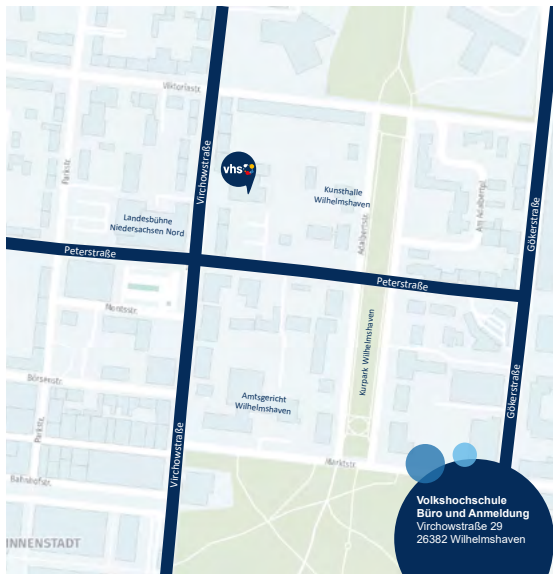 Viktoriastr.
Parkstr.
Virchowstraße
vhs
Kunsthalle
Wilhelmshaven
Landesbühne
Niedersachsen Nord
Adalbertstr.
Am Adalbertpl.
Gökerstraße
Peterstraße
Peterstraße
Kurpark Wilhelmshaven
Börsenstr.
Amtsgericht
Wilhelmshaven
Gökerstraße
Parkstr.
Virchowstraße
Marktstr.
Bahnhofstr.
INNENSTADT
Volkshochschule
Büro und Anmeldung
Virchowstraße 29
26382 Wilhelmshaven